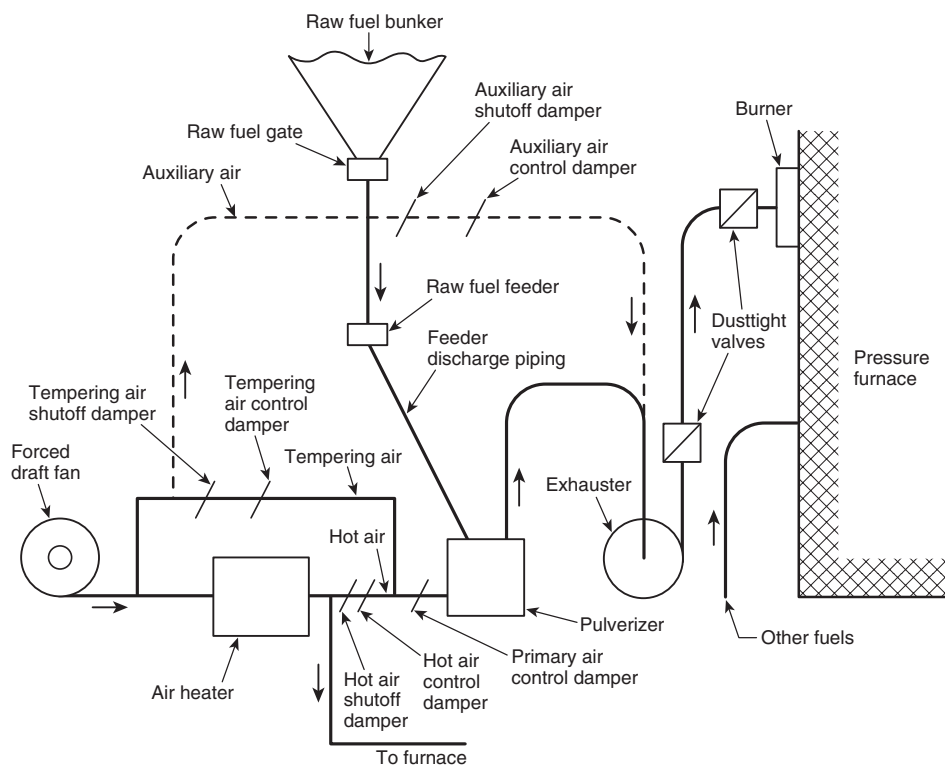 Raw fuel bunker
Auxiliary air
shutoff damper
Burner
Raw fuel gate
Auxiliary air
control damper
Auxiliary air
Raw fuel feeder
Dusttight
valves
Feeder
discharge piping
Pressure
furnace
Tempering air
shutoff damper
Tempering
air control
damper
Forced
draft fan
Tempering air
Exhauster
Hot air
Pulverizer
Other fuels
Air heater
Hot air
shutoff
damper
Hot air
control
damper
Primary air
control damper
To furnace